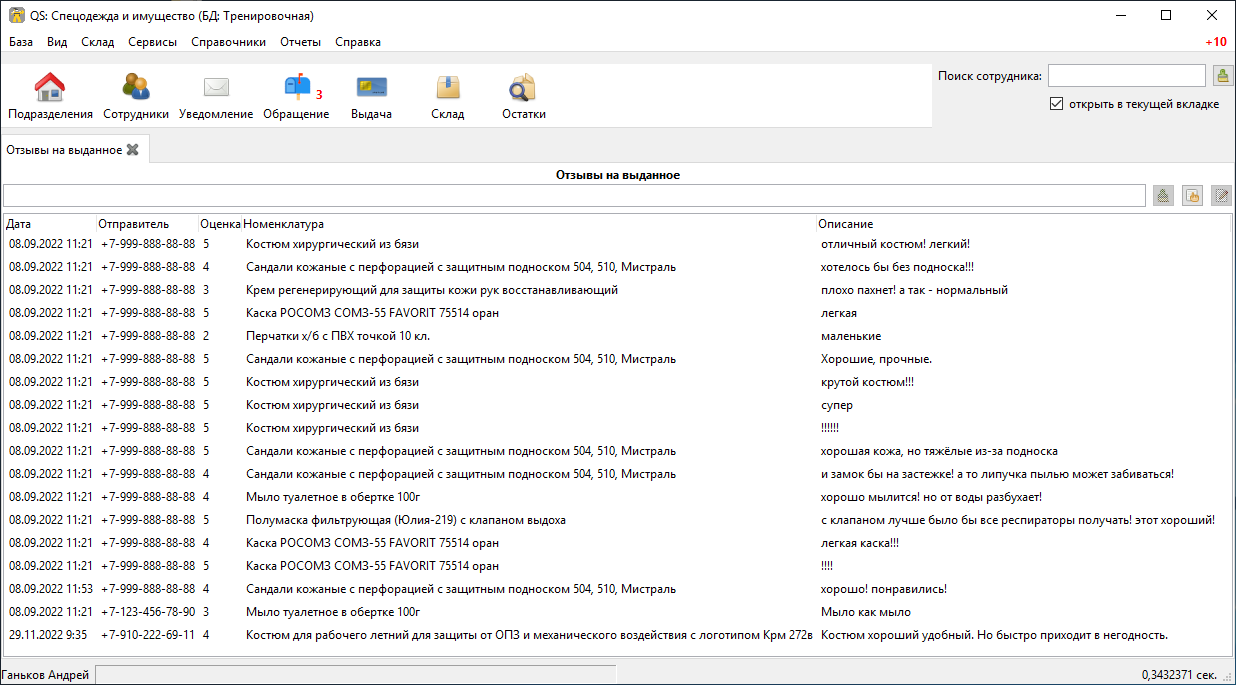 QS: Спецодежда и имущество (БД: Тренировочная)
База Вид Склад Сервисы Справочники Отчеты Справка +10
Поиск сотрудника:
открыть в текущей вкладке
3
Подразделения Сотрудники Уведомление Обращение Выдача Склад Остатки
Отзывы на выданное
Отзывы на выданное
Дата Отправитель Оценка Номенклатура Описание
08.09.2022 11:21 +7-999-888-88-88 5 Костюм хирургический из бязи отличный костюм! легкий!
08.09.2022 11:21 +7-999-888-88-88 4 Сандали кожаные с перфорацией с защитным подноском 504, 510, Мистраль хотелось бы без подноска!!!
08.09.2022 11:21 +7-999-888-88-88 3 Крем регенерирующий для защиты кожи рук восстанавливающий плохо пахнет! а так - нормальный
08.09.2022 11:21 +7-999-888-88-88 5 Каска РОСОМЗ СОМЗ-55 FAVORIT 75514 оран легкая
08.09.2022 11:21 +7-999-888-88-88 2 Перчатки х/б с ПВХ точкой 10 кл. маленькие
08.09.2022 11:21 +7-999-888-88-88 5 Сандали кожаные с перфорацией с защитным подноском 504, 510, Мистраль Хорошие, прочные.
08.09.2022 11:21 +7-999-888-88-88 5 Костюм хирургический из бязи крутой костюм!!!
08.09.2022 11:21 +7-999-888-88-88 5 Костюм хирургический из бязи супер
08.09.2022 11:21 +7-999-888-88-88 5 Костюм хирургический из бязи !!!!!!
08.09.2022 11:21 +7-999-888-88-88 5 Сандали кожаные с перфорацией с защитным подноском 504, 510, Мистраль хорошая кожа, но тяжёлые из-за подноска
08.09.2022 11:21 +7-999-888-88-88 4 Сандали кожаные с перфорацией с защитным подноском 504, 510, Мистраль и замок бы на застежке! а то липучка пылью может забиваться!
08.09.2022 11:21 +7-999-888-88-88 4 Мыло туалетное в обертке 100г хорошо мылится! но от воды разбухает!
08.09.2022 11:21 +7-999-888-88-88 5 Полумаска фильтрующая (Юлия-219) с клапаном выдоха с клапаном лучше было бы все респираторы получать! этот хороший!
08.09.2022 11:21 +7-999-888-88-88 4 Каска РОСОМЗ СОМЗ-55 FAVORIT 75514 оран легкая каска!!!
08.09.2022 11:21 +7-999-888-88-88 5 Каска РОСОМЗ СОМЗ-55 FAVORIT 75514 оран !!!!
08.09.2022 11:53 +7-999-888-88-88 4 Сандали кожаные с перфорацией с защитным подноском 504, 510, Мистраль хорошо! понравились!
08.09.2022 11:21 +7-123-456-78-90 3 Мыло туалетное в обертке 100г Мыло как мыло
29.11.2022 9:35 +7-910-222-69-11 4 Костюм для рабочего летний для защиты от ОПЗ и механического воздействия с логотипом Крм 272в Костюм хороший удобный. Но быстро приходит в негодность.
Ганьков Андрей 0,3432371 сек.